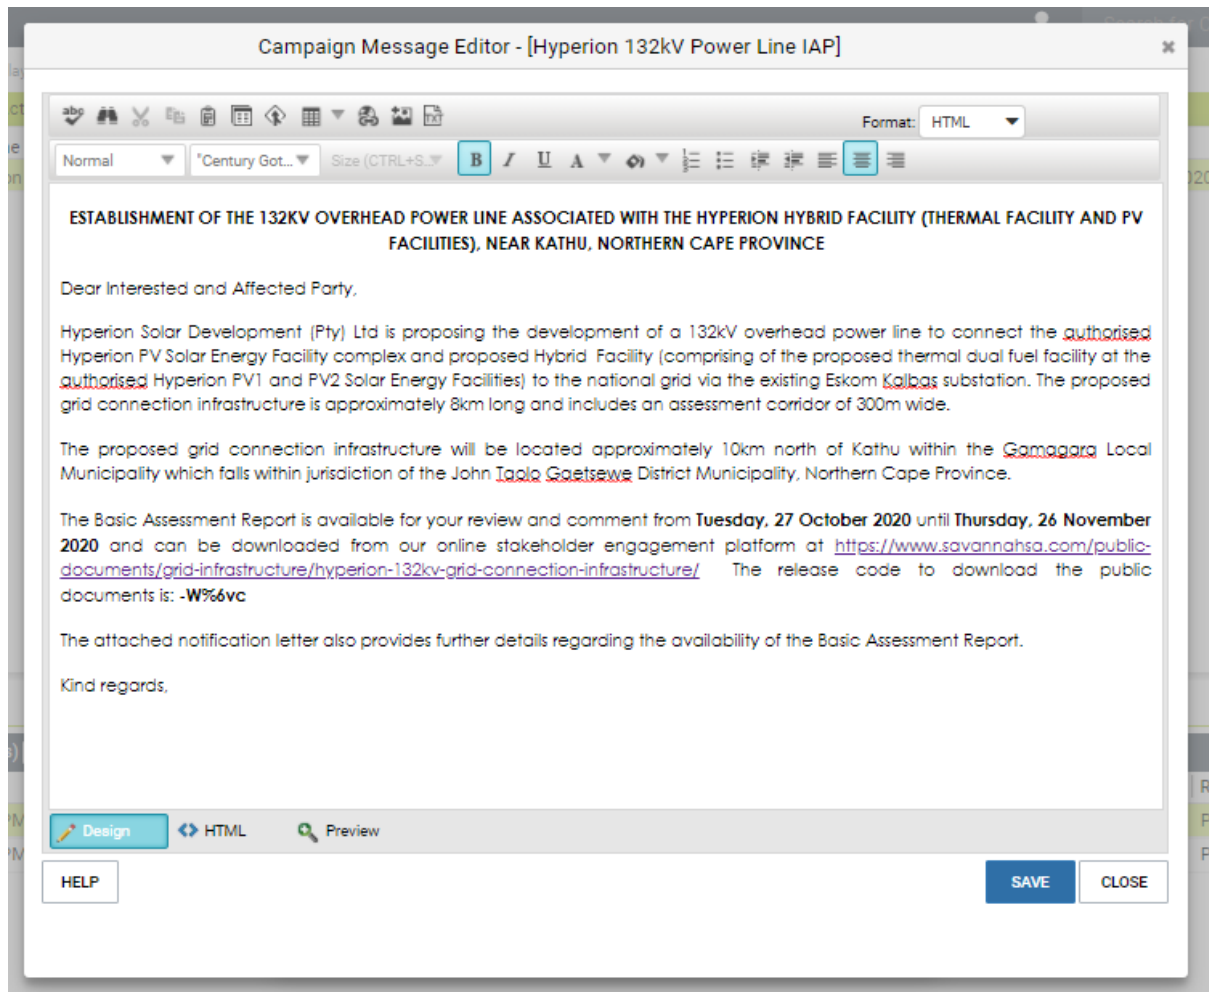 Campaign Message Editor - [Hyperion 132kV Power Line IAP]
abc
TXT
Format: HTML
Normal "Century Got... Size (CTRL+S... B I U A
ESTABLISHMENT OF THE 132KV OVERHEAD POWER LINE ASSOCIATED WITH THE HYPERION HYBRID FACILITY (THERMAL FACILITY AND PV
FACILITIES), NEAR KATHU, NORTHERN CAPE PROVINCE
Dear Interested and Affected Party,
Hyperion Solar Development (Pty) Ltd is proposing the development of a 132kV overhead power line to connect the authorised
Hyperion PV Solar Energy Facility complex and proposed Hybrid Facility (comprising of the proposed thermal dual fuel facility at the
authorised Hyperion PV1 and PV2 Solar Energy Facilities) to the national grid via the existing Eskom Kalbas substation. The proposed
grid connection infrastructure is approximately 8km long and includes an assessment corridor of 300m wide.
The proposed grid connection infrastructure will be located approximately 10km north of Kathu within the Gamagara Local
Municipality which falls within jurisdiction of the John Taolo Gaetsewe District Municipality, Northern Cape Province.
The Basic Assessment Report is available for your review and comment from Tuesday, 27 October 2020 until Thursday, 26 November
2020 and can be downloaded from our online stakeholder engagement platform at https://www.savannahsa.com/public-
documents/grid-infrastructure/hyperion-132kv-grid-connection-infrastructure/ The release code to download the public
documents is: -W%6vc
The attached notification letter also provides further details regarding the availability of the Basic Assessment Report.
Kind regards,
Design HTML Preview
HELP SAVE CLOSE